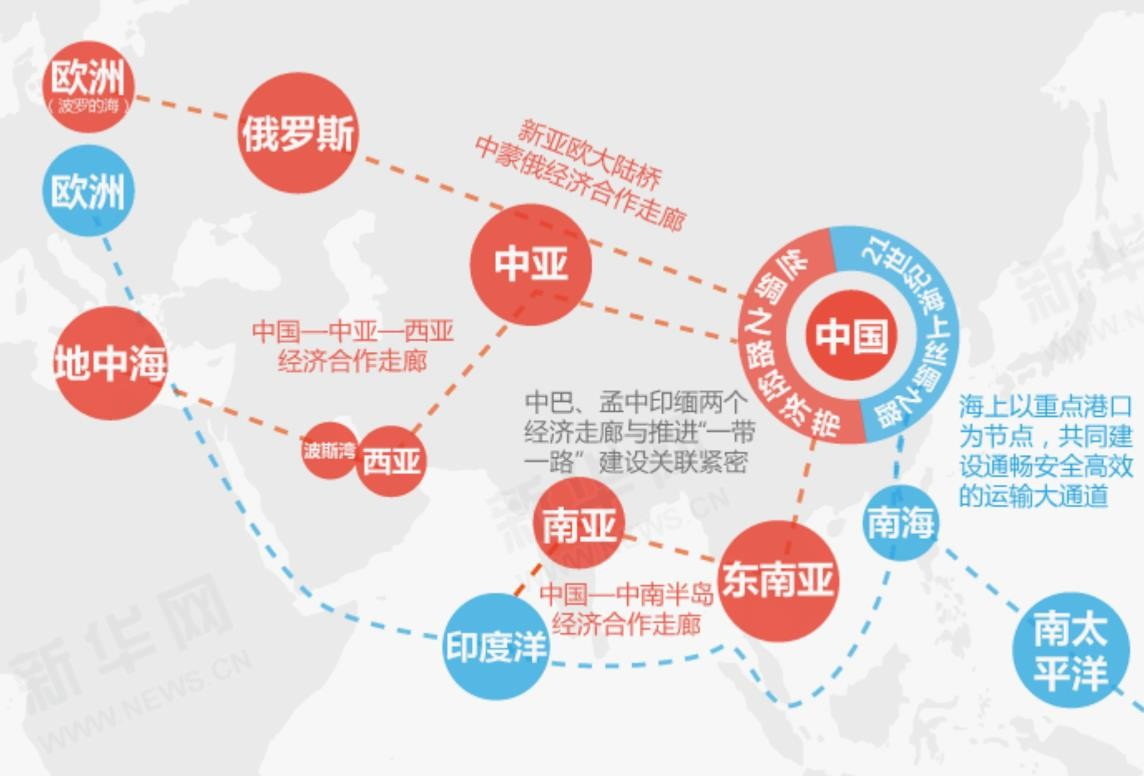 欧洲
（波罗的海）
俄罗斯
欧洲
新亚欧大陆桥
中蒙俄经济合作走廊
中亚
丝绸之路经济带
21世纪海上丝绸之路
中国
地中海
中国—中亚—西亚
经济合作走廊
波斯湾
西亚
中巴、孟中印缅两个
经济走廊与推进“一带
一路” 建设关联紧密
海上以重点港口
为节点，共同建
设通畅安全高效
的运输大通道
南亚
南海
东南亚
中国—中南半岛
经济合作走廊
印度洋
南太
平洋
新华网
WWW.NEWS.CN